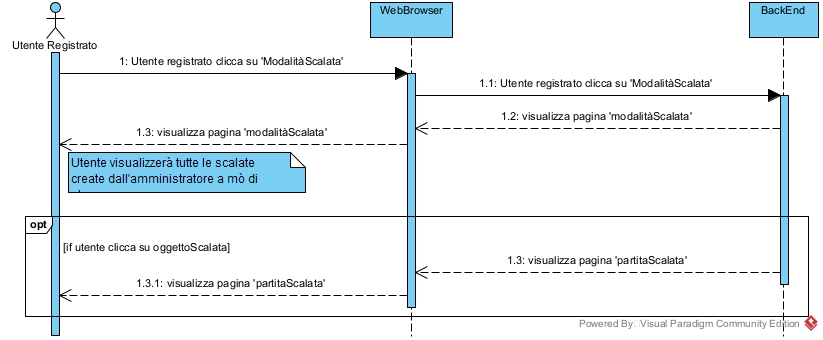 WebBrowser
BackEnd
Utente Registrato
1: Utente registrato clicca su 'ModalitàScalata'
1.1: Utente registrato clicca su 'ModalitàScalata'
1.2: visualizza pagina 'modalitàScalata'
1.3: visualizza pagina 'modalitàScalata'
Utente visualizzerà tutte le scalate
create dall'amministratore a mò di
opt
[if utente clicca su oggettoScalata]
1.3: visualizza pagina 'partitaScalata'
1.3.1: visualizza pagina 'partitaScalata'
Powered By Visual Paradigm Community Edition